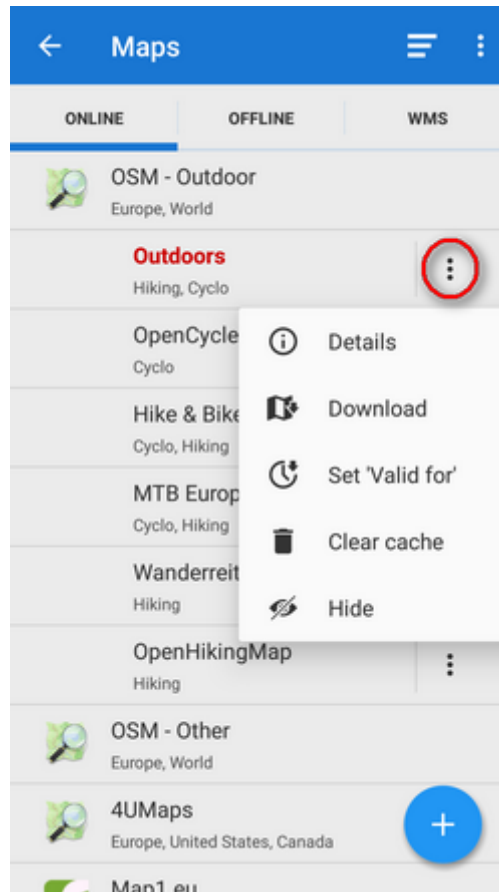 Maps
ONLINE OFFLINE WMS
OSM - Outdoor
Europe, World
Outdoors
Hiking, Cyclo
OpenCycle
Cyclo
Hike & Bike
Cyclo, Hiking
MTB Europ
Cyclo, Hiking
Wanderreit
Hiking
OpenHikingMap
Hiking
Details
Download
Set 'Valid for'
Clear cache
Hide
OSM - Other
Europe, World
4UMaps
Europe, United States, Canada
Map1.eu